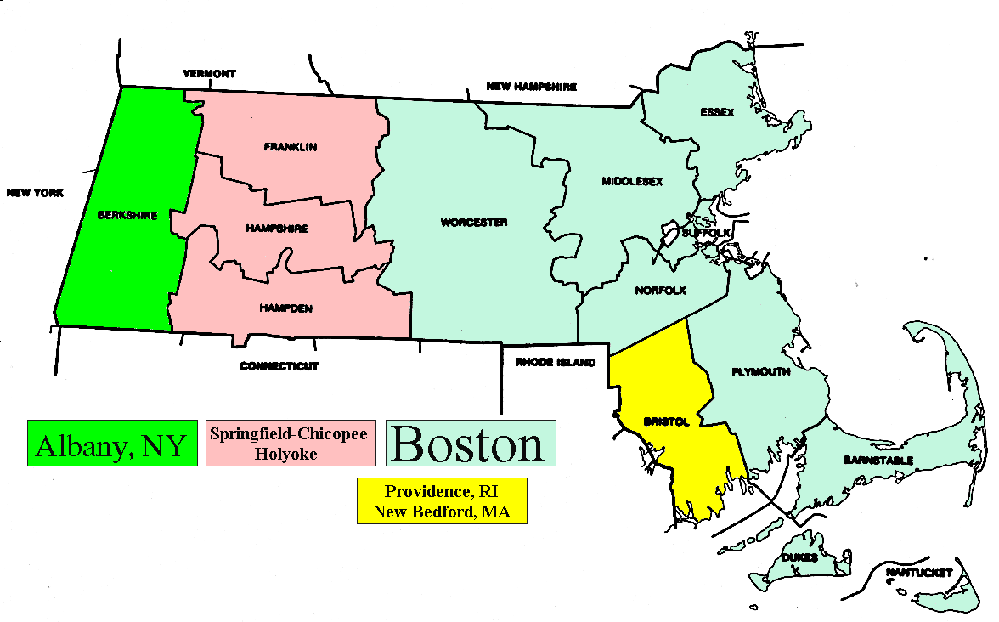 VERMONT
NEW HAMPSHIRE
ESSEX
FRANKLIN
MIDDLESEX
NEW YORK
BERKSHIRE
HAMPSHIRE
WORCESTER
SUFFOLK
NORFOLK
HAMPDEN
CONNECTICUT
RHODE ISLAND
PLYMOUTH
BRISTOL
Albany, NY
Springfield-Chicopee
Holyoke
Boston
BARNSTABLE
Providence, RI
New Bedford, MA
DUKES
NANTUCKET